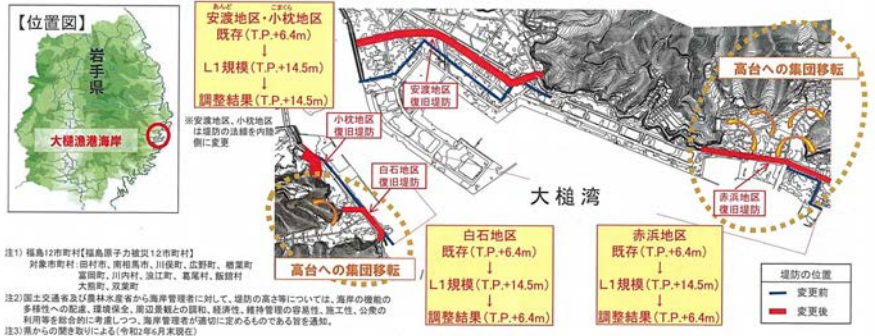 【位置図】
岩手県
大槌漁港海岸
あんど こまくら
安渡地区・小枕地区
既存(T.P.+6.4m)
↓
L1規模(T.P.+14.5m)
↓
調整結果(T.P.+14.5m)
※安渡地区、小枕地区
は堤防の法線を内陸
側に変更
安渡地区
復旧堤防
小枕地区
復旧堤防
白石地区
復旧堤防
高台への集団移転
大槌湾
赤浜地区
復旧堤防
高台への集団移転
白石地区
既存(T.P.+6.4m)
↓
L1規模(T.P.+14.5m)
↓
調整結果(T.P.+6.4m)
赤浜地区
既存(T.P.+6.4m)
↓
L1規模(T.P.+14.5m)
↓
調整結果(T.P.+6.4m)
堤防の位置
変更前
変更後
注1) 福島12市町村【福島原子力被災12市町村】
対象市町村:田村市、南相馬市、川俣町、広野町、楢葉町
富岡町、川内村、浪江町、葛尾村、飯舘村
大熊町、双葉町
注2)国土交通省及び農林水産省から海岸管理者に対して、堤防の高さ等については、海岸の機能の
多様性への配慮、環境保全、周辺景観との調和、経済性、維持管理の容易性、施工性、公衆の
利用等を総合的に考慮しつつ、海岸管理者が適切に定めるものである旨を通知。
注3)県からの聞き取りによる(令和2年6月末現在)